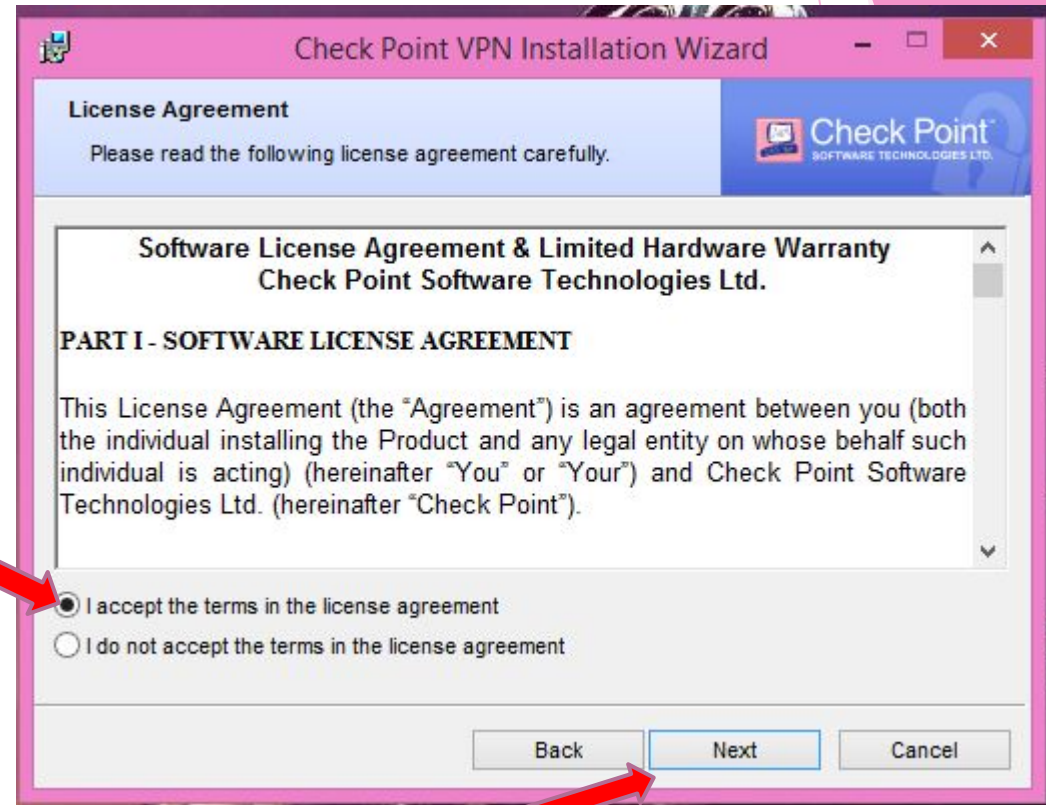 Check Point VPN Installation Wizard
License Agreement
Please read the following license agreement carefully.
Check Point™
SOFTWARE TECHNOLOGIES LTD.
Software License Agreement & Limited Hardware Warranty
Check Point Software Technologies Ltd.
PART I - SOFTWARE LICENSE AGREEMENT
This License Agreement (the “Agreement”) is an agreement between you (both
the individual installing the Product and any legal entity on whose behalf such
individual is acting) (hereinafter “You” or “Your”) and Check Point Software
Technologies Ltd. (hereinafter “Check Point”).
I accept the terms in the license agreement
I do not accept the terms in the license agreement
Back
Next
Cancel